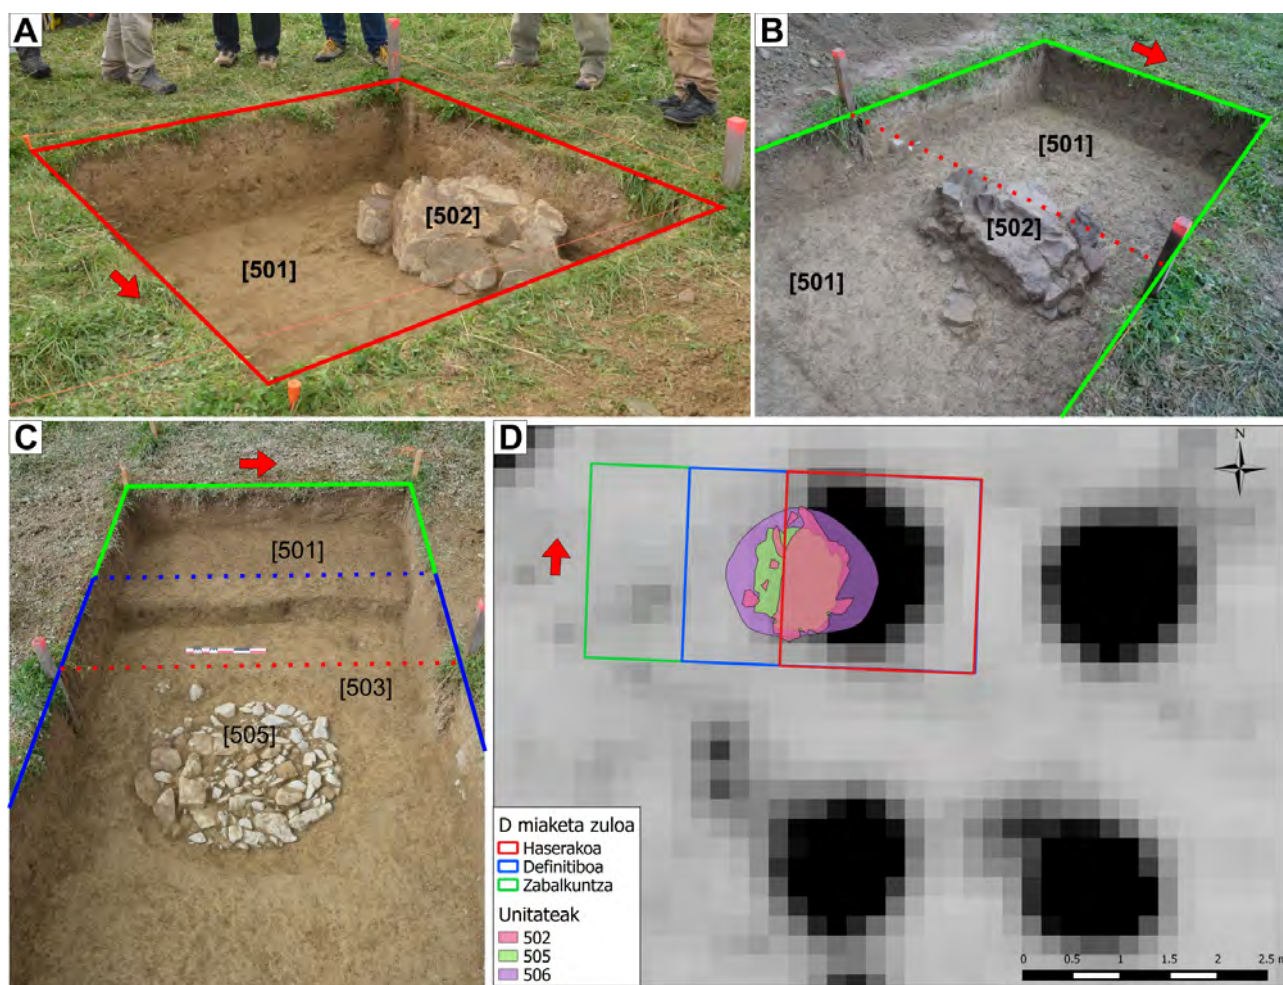 A
[502]
[501]
B
[501]
[502]
[501]
C
[501]
[503]
[505]
D
N
D miaketa zuloa
Haserakoa
Definitiboa
Zabalkuntza
Unitateak
502
505
506
0 0.5 1 1.5 2 2.5 m